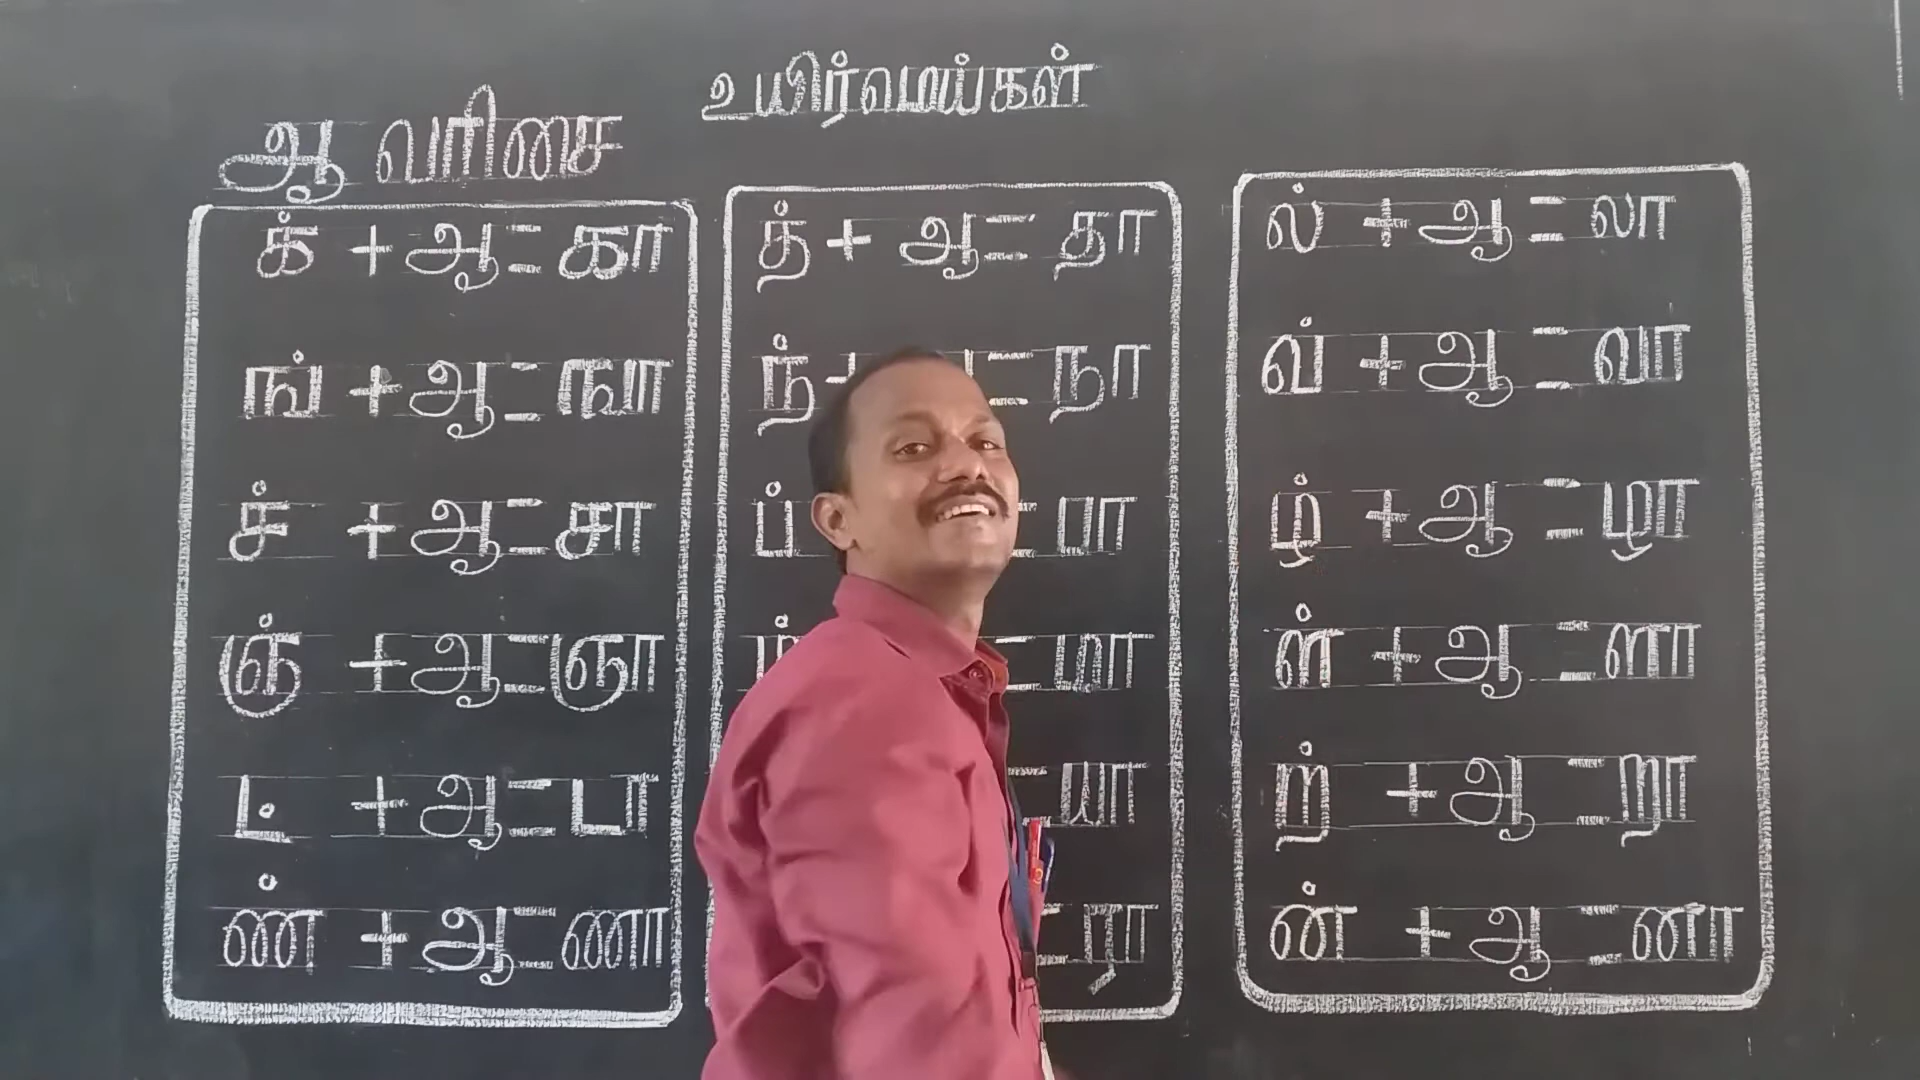 உயிர்மெய்கள்
ஆ வரிசை
க் + ஆ = கா
ங் + ஆ = ஙா
ச் + ஆ = சா
ஞ் + ஆ = ஞா
ட் + ஆ = டா
ண் + ஆ = ணா
த் + ஆ = தா
ந் + = நா
ப் = பா
ம் = மா
யா
= ரா
ல் + ஆ = லா
வ் + ஆ = வா
ழ் + ஆ = ழா
ள் + ஆ = ளா
ற் + ஆ = றா
ன் + ஆ = னா